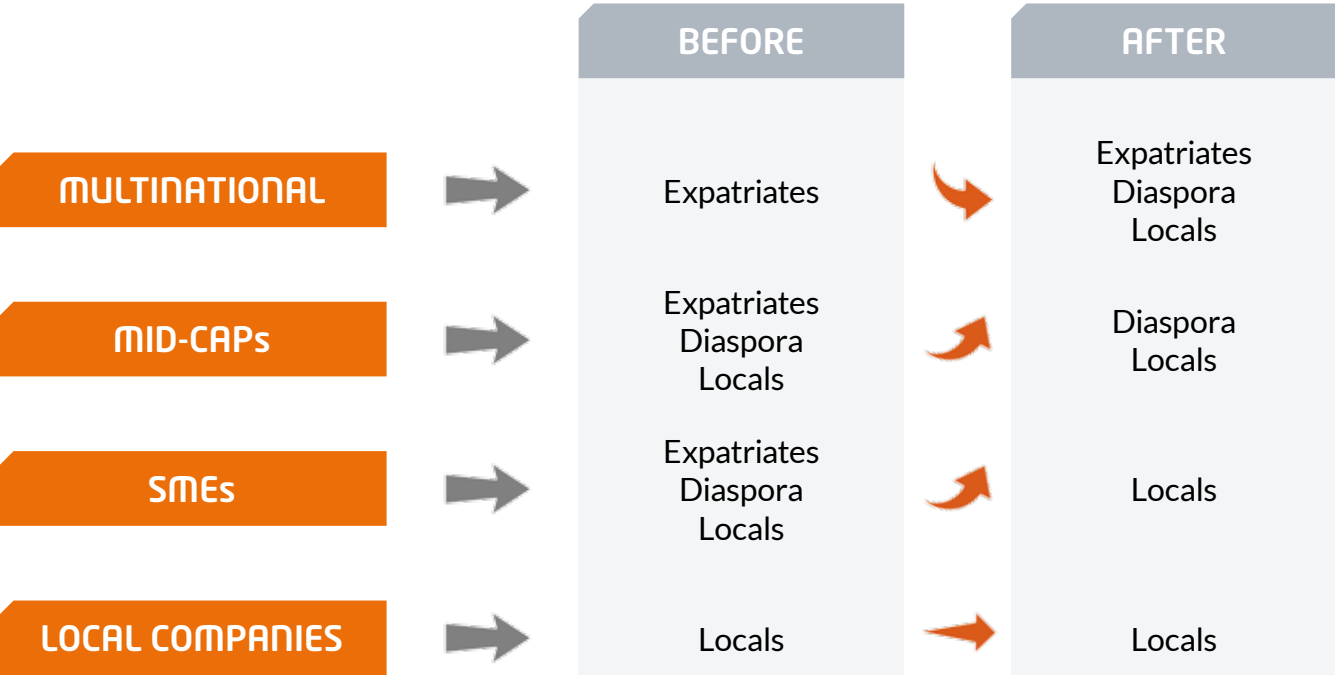 BEFORE
AFTER
MULTINATIONAL
Expatriates
Expatriates
Diaspora
Locals
MID-CAPs
Expatriates
Diaspora
Locals
Diaspora
Locals
SMEs
Expatriates
Diaspora
Locals
Locals
LOCAL COMPANIES
Locals
Locals